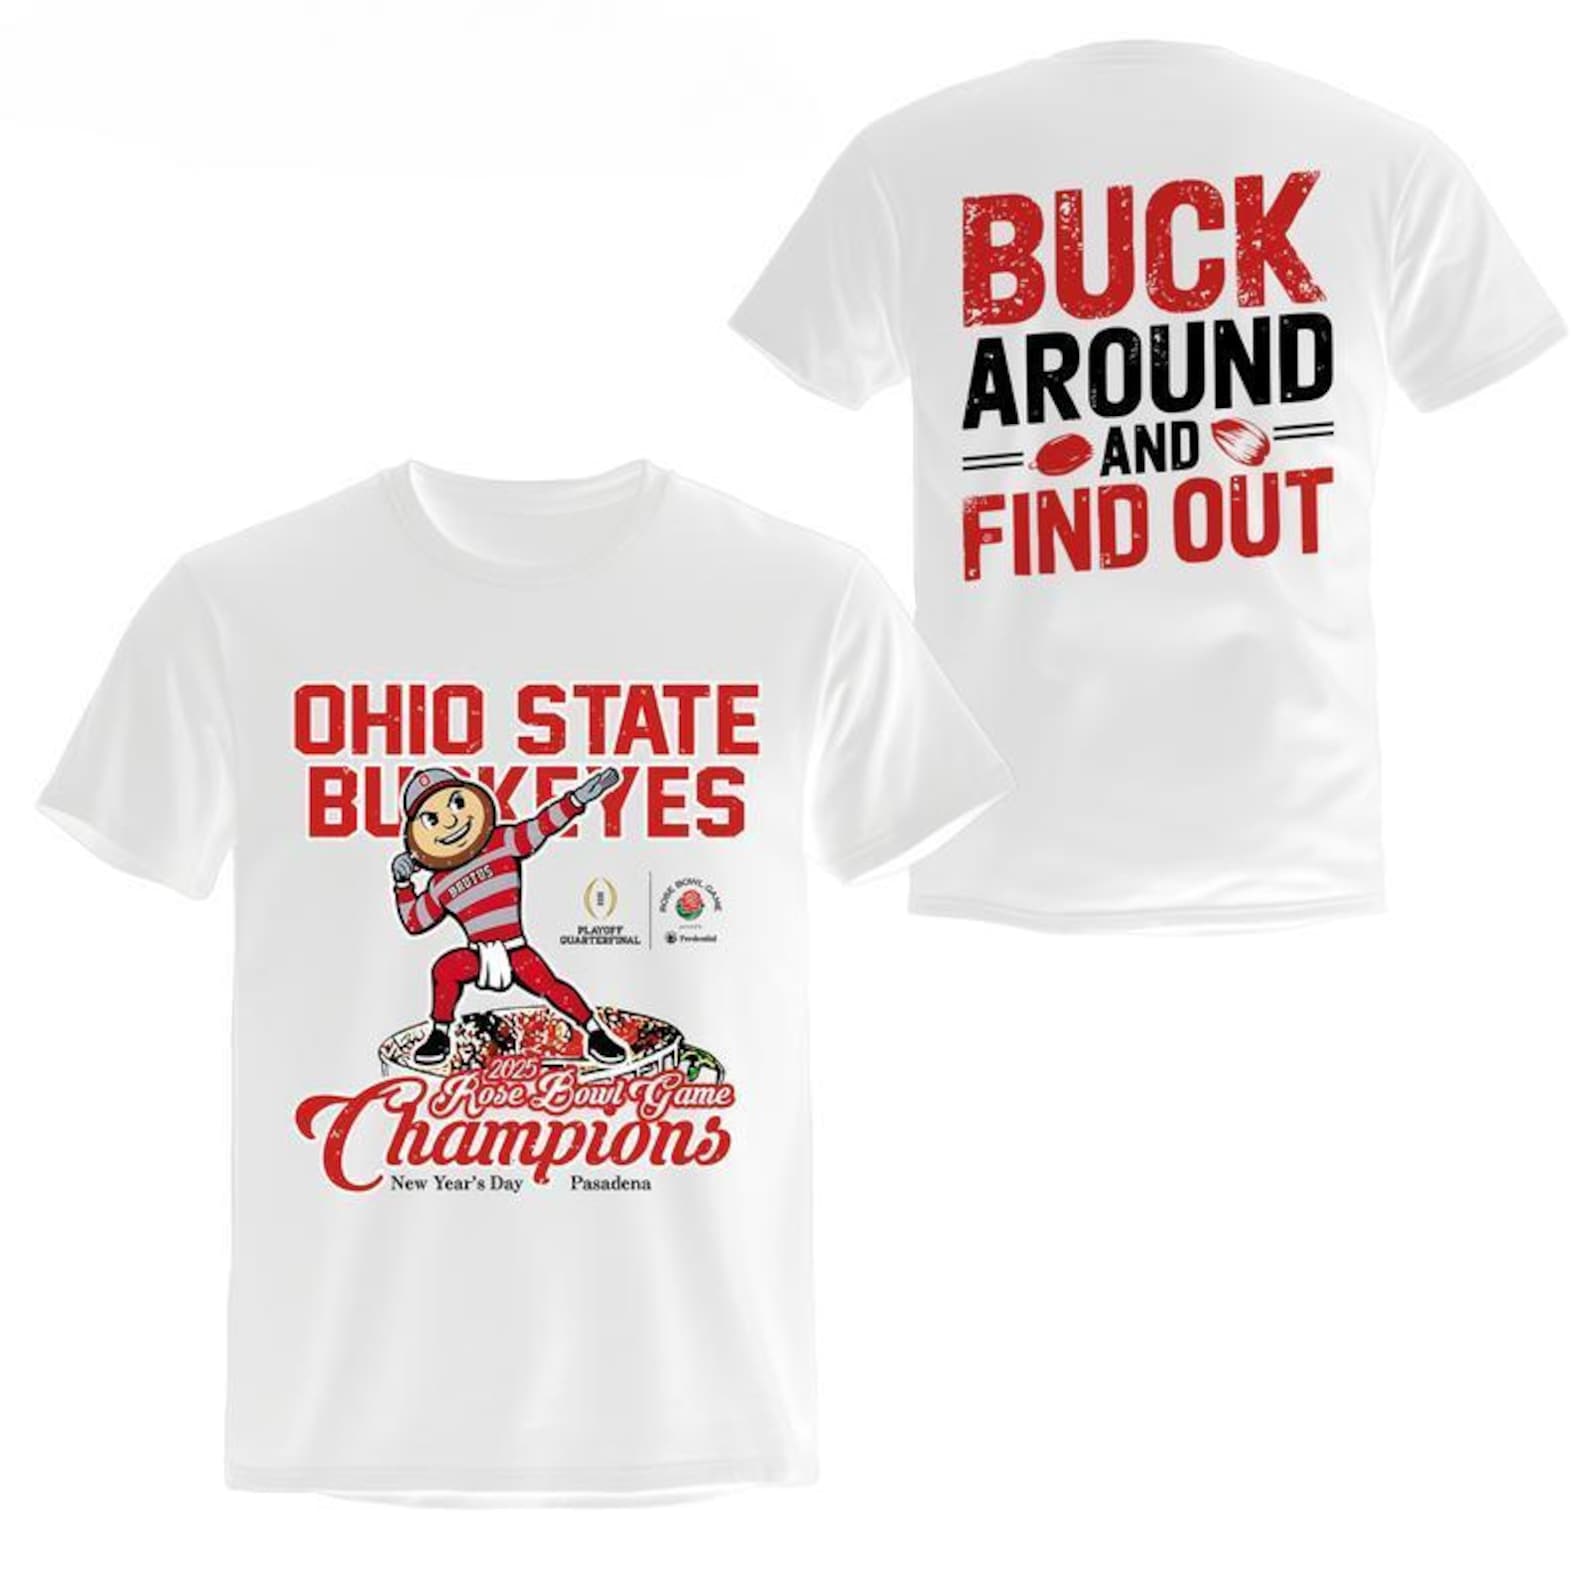 BUCK
AROUND
AND
FIND OUT
OHIO STATE
BUCKEYES
BRUTUS
PLAYOFF
QUARTERFINAL
ROSE BOWL GAME
Prudential
2025
Rose Bowl Game
Champions
New Year's Day Pasadena